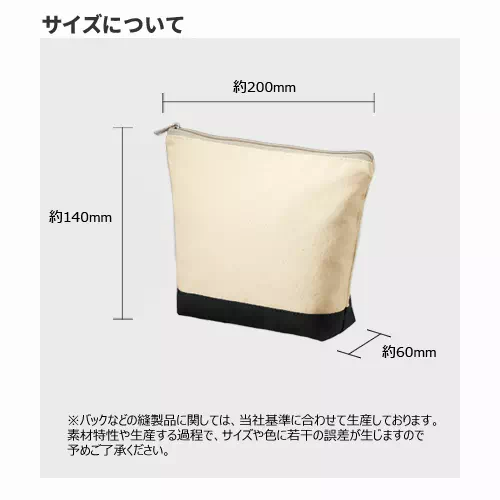 サイズについて
約200mm
約140mm
約60mm
※バックなどの縫製品に関しては、当社基準に合わせて生産しております。
素材特性や生産する過程で、サイズや色に若干の誤差が生じますので
予めご了承ください。